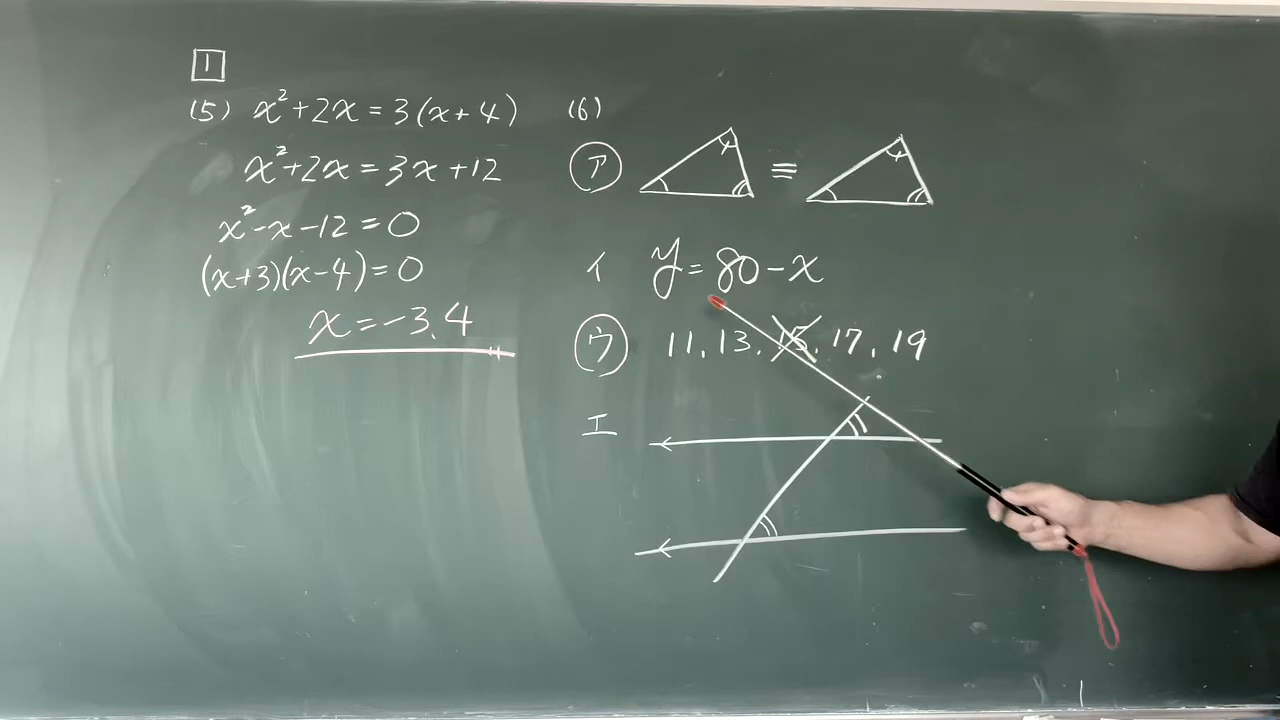 1
(5) x²+2x=3(x+4)
x²+2x=3x+12
x²-x-12=0
(x+3)(x-4)=0
x=-3,4
(6)
ア ≡
イ y=80-x
ウ 11,13,15,17,19
エ